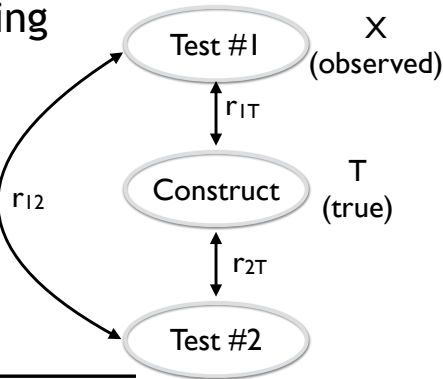 ing
Test #1
X
(observed)
r1T
Construct
T
(true)
r12
r2T
Test #2